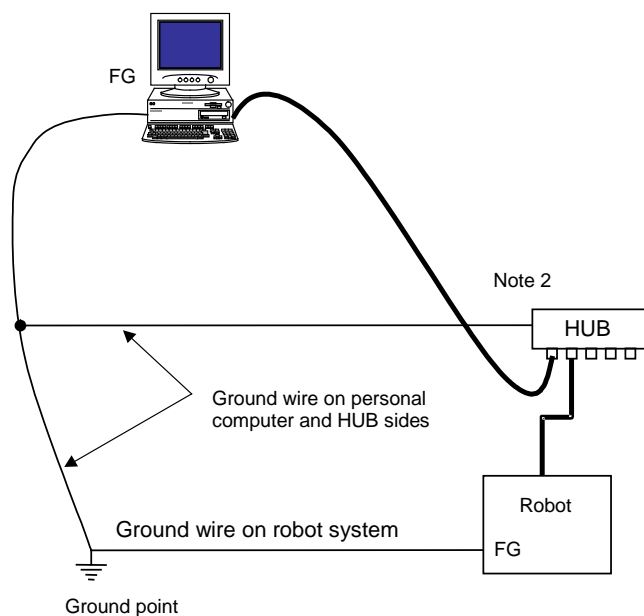 FG
Note 2
HUB
Ground wire on personal
computer and HUB sides
Robot
Ground wire on robot system
FG
Ground point